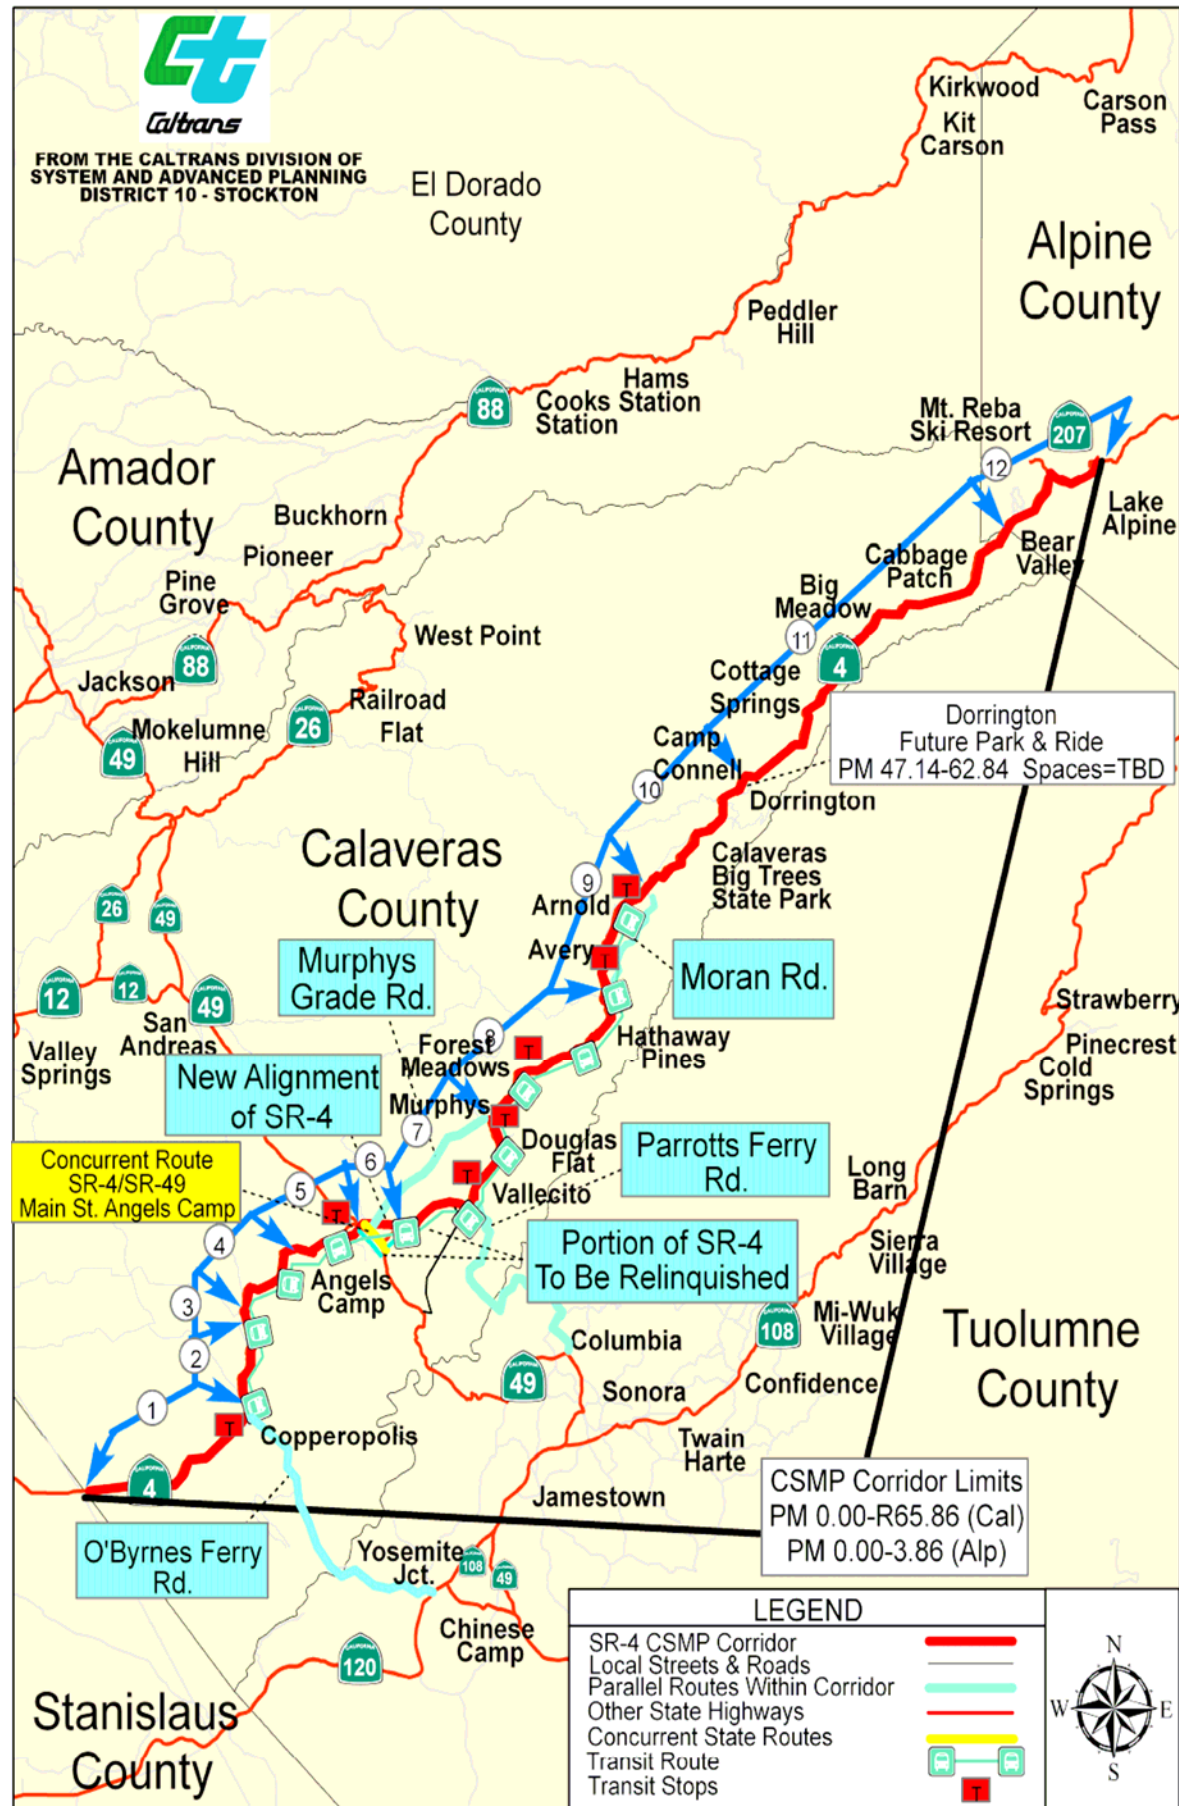 Caltrans
FROM THE CALTRANS DIVISION OF
SYSTEM AND ADVANCED PLANNING
DISTRICT 10 - STOCKTON
El Dorado
County
Kirkwood
Kit
Carson
Carson
Pass
Alpine
County
Peddler
Hill
Hams
Station
Cooks
Station
CALIFORNIA
88
Mt. Reba
Ski Resort
CALIFORNIA
207
12
Lake
Alpine
Amador
County
Buckhorn
Pioneer
Pine
Grove
Bear
Valley
Cabbage
Patch
Big
Meadow
11
CALIFORNIA
4
West Point
CALIFORNIA
88
Jackson
Railroad
Flat
CALIFORNIA
26
Mokelumne
Hill
CALIFORNIA
49
Cottage
Springs
Camp
Connell
10
Dorrington
Dorrington
Future Park & Ride
PM 47.14-62.84 Spaces=TBD
Calaveras
County
Calaveras
Big Trees
State Park
9
T
Arnold
Avery
T
26
49
12
12
49
San
Andreas
Valley
Springs
Murphys
Grade Rd.
Moran Rd.
Strawberry
Pinecrest
Cold
Springs
8
Forest
Meadows
T
Hathaway
Pines
New Alignment
of SR-4
Murphys
T
7
Douglas
Flat
Parrotts Ferry
Rd.
Concurrent Route
SR-4/SR-49
Main St. Angels Camp
6
5
T
Vallecito
T
Long
Barn
4
Portion of SR-4
To Be Relinquished
Sierra
Village
Angels
Camp
3
2
1
Columbia
CALIFORNIA
108
Mi-Wuk
Village
Tuolumne
County
CALIFORNIA
49
Sonora
Confidence
T
Copperopolis
Twain
Harte
CALIFORNIA
4
Jamestown
CSMP Corridor Limits
PM 0.00-R65.86 (Cal)
PM 0.00-3.86 (Alp)
O'Byrnes Ferry
Rd.
Yosemite
Jct.
108
49
Chinese
Camp
CALIFORNIA
120
Stanislaus
County
LEGEND
SR-4 CSMP Corridor
Local Streets & Roads
Parallel Routes Within Corridor
Other State Highways
Concurrent State Routes
Transit Route
Transit Stops
T
N
W
E
S